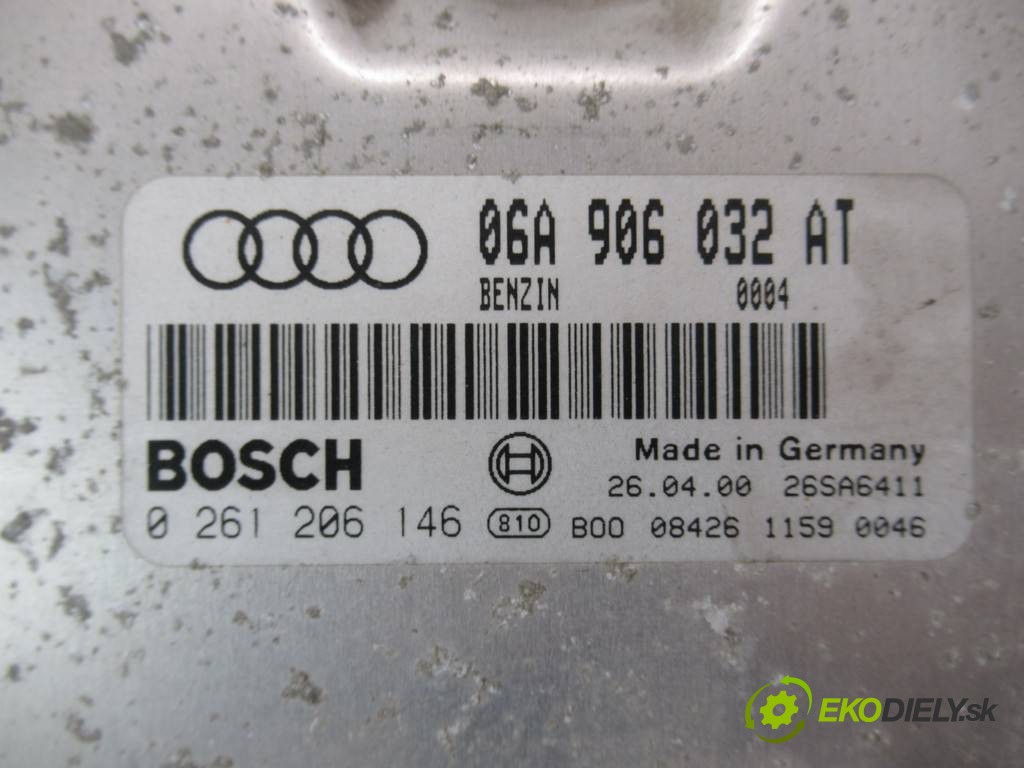 06A 906 032 AT
BENZIN 0004
BOSCH
Made in Germany
26.04.00 26SA6411
0 261 206 146 810 B00 08426 1159 0046
EKODIELY.sk